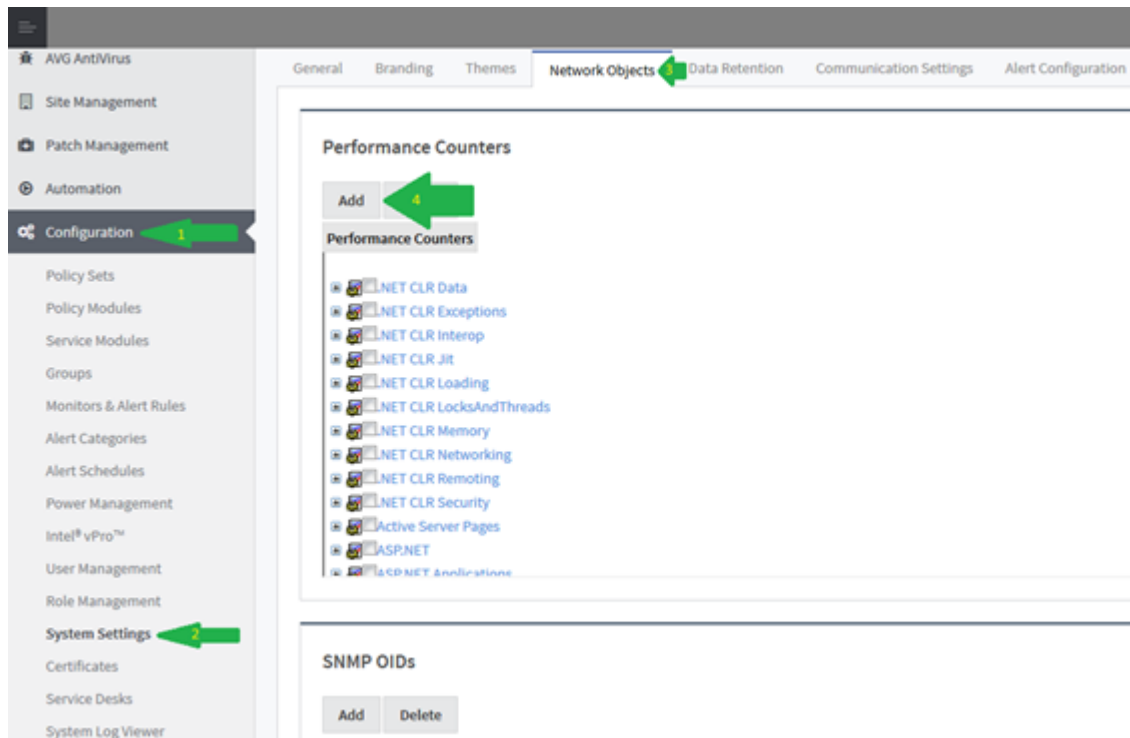 AVG AntiVirus
Site Management
Patch Management
Automation
Configuration 1
Policy Sets
Policy Modules
Service Modules
Groups
Monitors & Alert Rules
Alert Categories
Alert Schedules
Power Management
Intel® vPro™
User Management
Role Management
System Settings 2
Certificates
Service Desks
System Log Viewer
General Branding Themes Network Objects 3 Data Retention Communication Settings Alert Configuration
Performance Counters
Add 4
Performance Counters
.NET CLR Data
.NET CLR Exceptions
.NET CLR Interop
.NET CLR Jit
.NET CLR Loading
.NET CLR LocksAndThreads
.NET CLR Memory
.NET CLR Networking
.NET CLR Remoting
.NET CLR Security
Active Server Pages
ASP.NET
ASP.NET Applications
SNMP OIDs
Add Delete